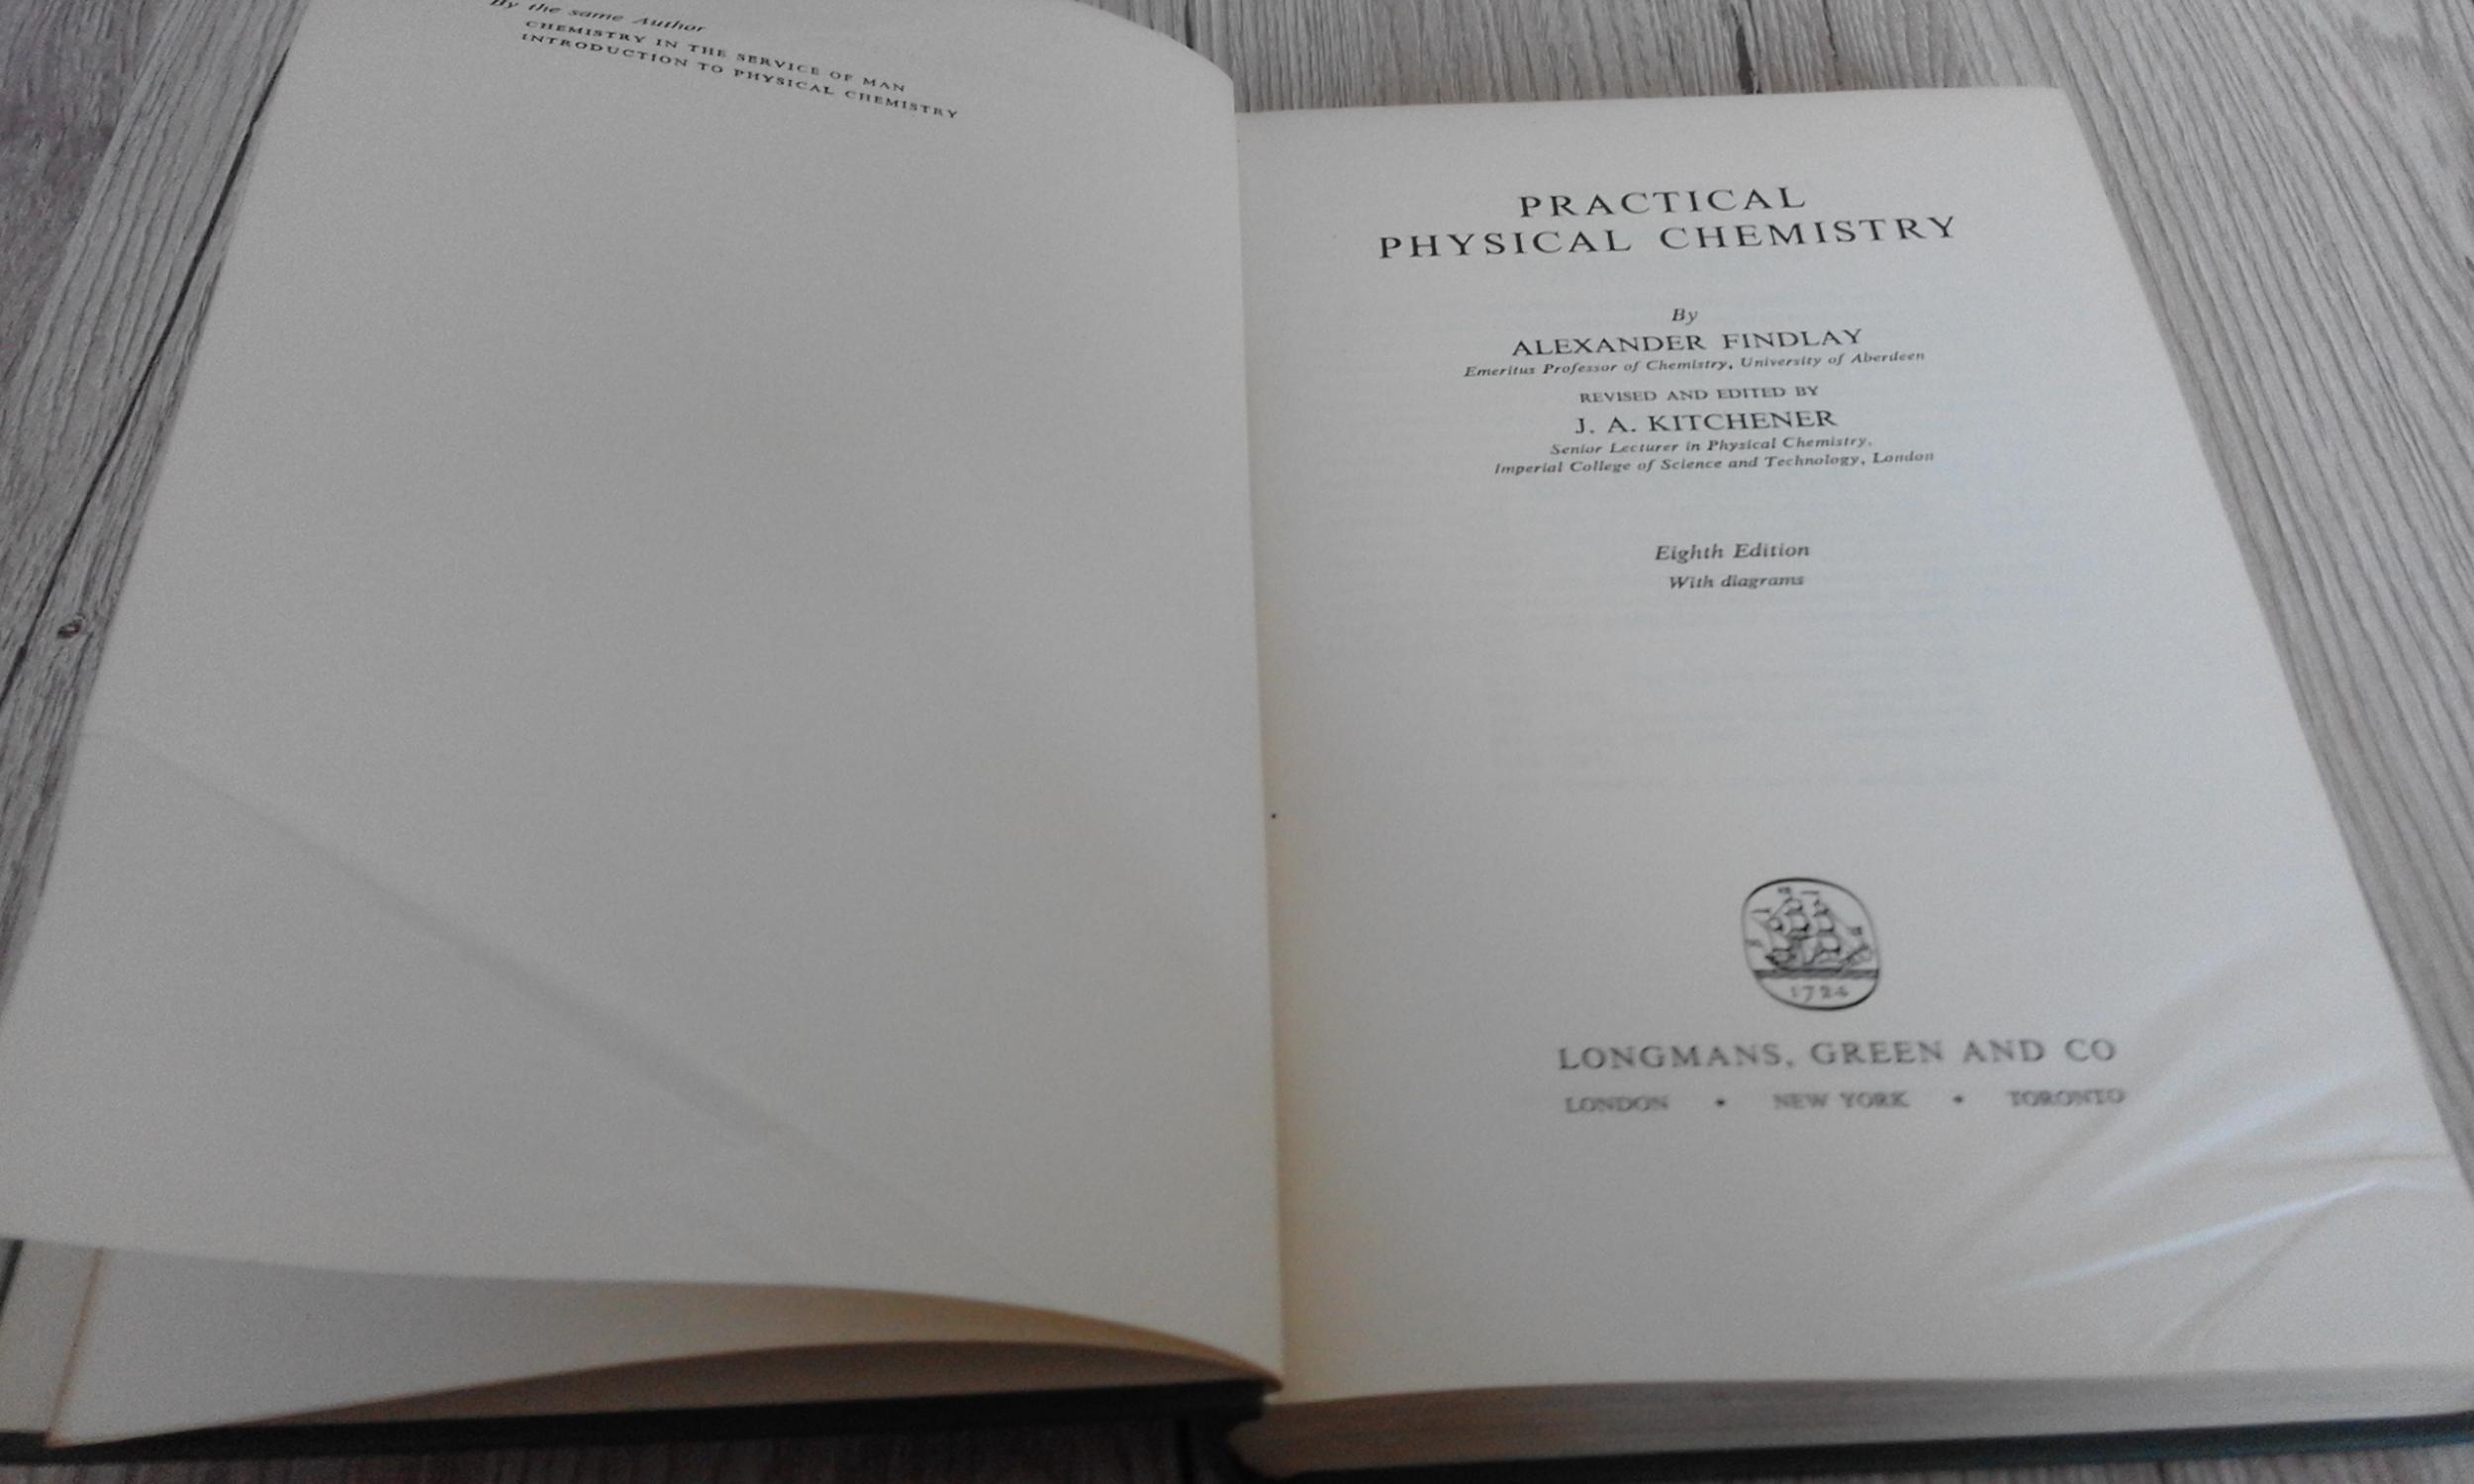 By the same Author
CHEMISTRY IN THE SERVICE OF MAN
INTRODUCTION TO PHYSICAL CHEMISTRY
PRACTICAL
PHYSICAL CHEMISTRY
By
ALEXANDER FINDLAY
Emeritus Professor of Chemistry, University of Aberdeen
REVISED AND EDITED BY
J. A. KITCHENER
Senior Lecturer in Physical Chemistry,
Imperial College of Science and Technology, London
Eighth Edition
With diagrams
1724
LONGMANS, GREEN AND CO
LONDON • NEW YORK • TORONTO